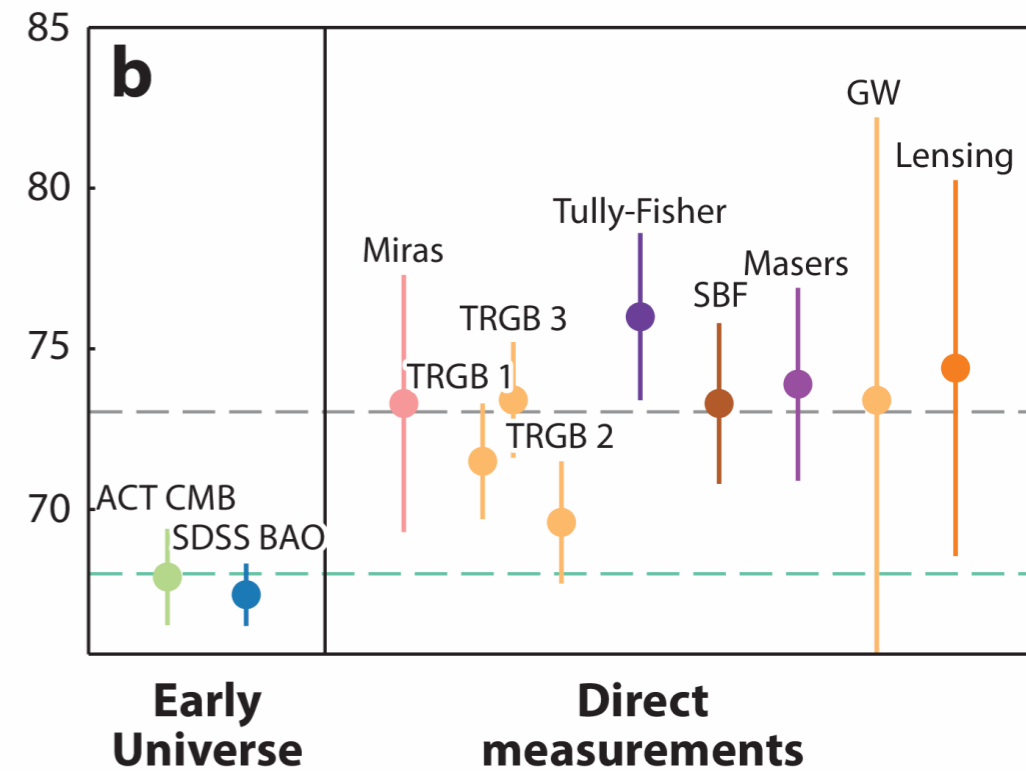 85
b
GW
Lensing
80
Tully-Fisher
Miras
Masers
SBF
TRGB 3
75
TRGB 1
TRGB 2
ACT CMB
70
SDSS BAO
Early
Universe
Direct
measurements